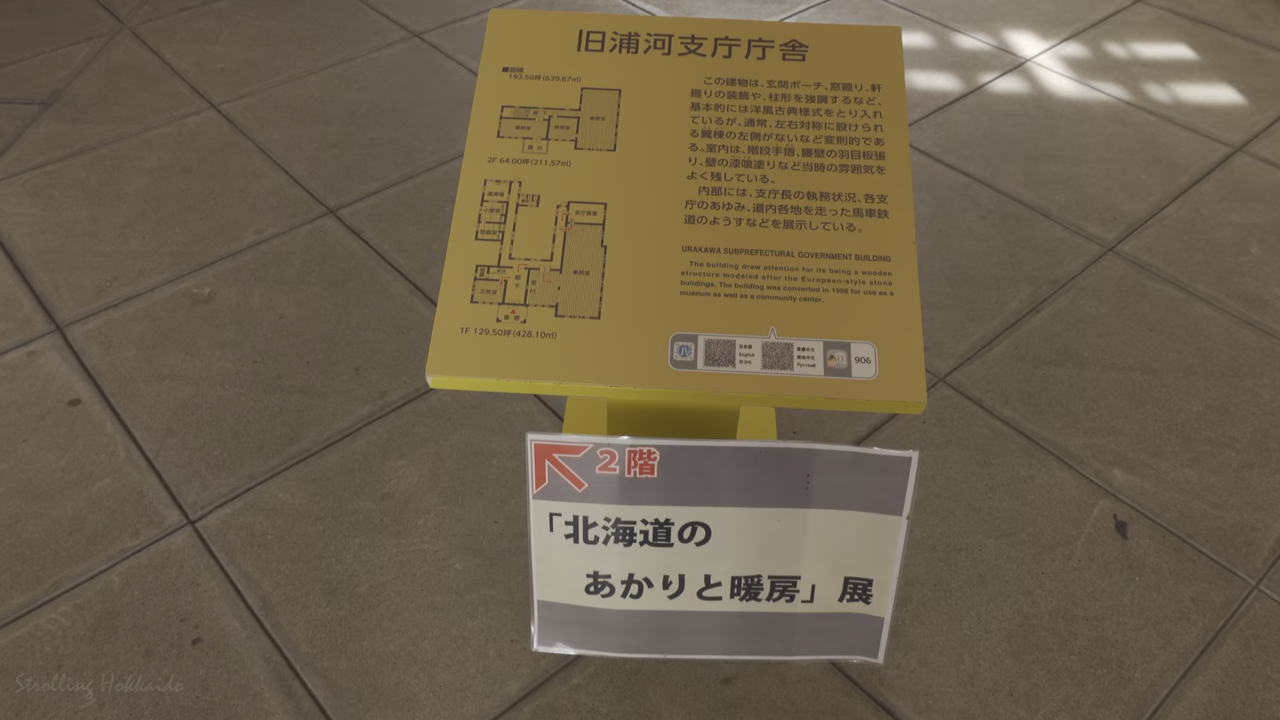 旧浦河支庁庁舎
■面積
193.50坪(639.67㎡)
2F 64.00坪(211.57㎡)
1F 129.50坪(428.10㎡)
この建物は、玄関ポーチ、窓廻り、軒
廻りの装飾や、柱形を強調するなど、
基本的には洋風古典様式をとり入れ
ているが、通常、左右対称に設けられ
る翼棟の左側がないなど変則的であ
る。室内は、階段手摺、腰壁の羽目板張
り、壁の漆喰塗りなど当時の雰囲気を
よく残している。
内部には、支庁長の執務状況、各支
庁のあゆみ、道内各地を走った馬車鉄
道のようすなどを展示している。
URAKAWA SUBPREFECTURAL GOVERNMENT BUILDING
The building drew attention for its being a wooden
structure modeled after the European-style stone
buildings. The building was converted in 1956 for use as a
museum as well as a community center.
日本語
English
한국어
繁體中文
简体中文
Русский
906
2階
「北海道の
あかりと暖房」展
Strolling Hokkaido